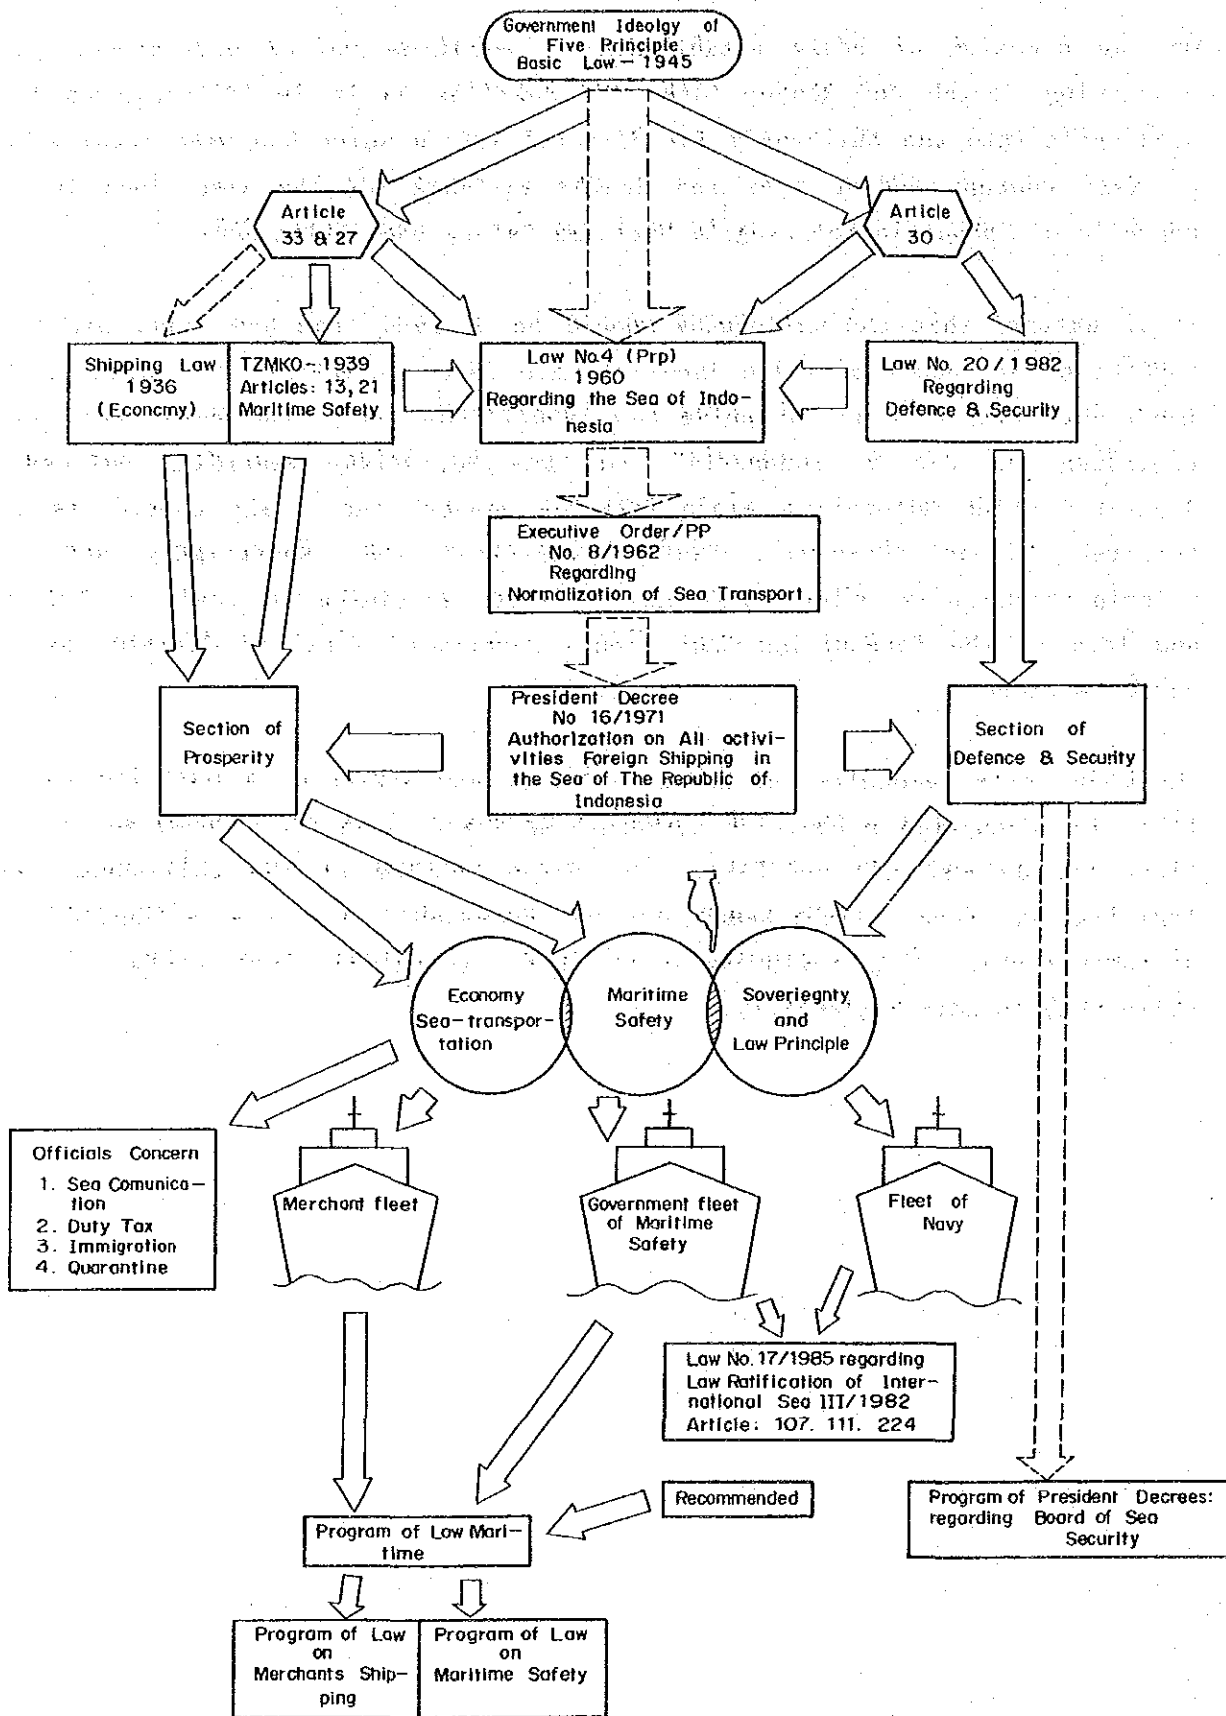 Government Ideolgy of
Five Principle
Basic Law - 1945
Article
33 & 27
Article
30
Shipping Law
1936
(Economy)
TZMKO - 1939
Articles: 13, 21
Maritime Safety
Law No.4 (Prp)
1960
Regarding the Sea of Indo-
nesia
Law No. 20 / 1982
Regarding
Defence & Security
Executive Order/PP
No. 8/1962
Regarding
Normalization of Sea Transport
Section of
Prosperity
President Decree
No 16/1971
Authorization on All activi-
vities Foreign Shipping in
the Sea of The Republic of
Indonesia
Section of
Defence & Security
Economy
Sea-transpor-
tation
Maritime
Safety
Soveriegnty
and
Law Principle
Officials Concern
1. Sea Comunica-
tion
2. Duty Tax
3. Immigration
4. Quarantine
Merchant fleet
Government fleet
of Maritime
Safety
Fleet of
Navy
Law No. 17/1985 regarding
Law Ratification of Inter-
national Sea III/1982
Article: 107. 111. 224
Recommended
Program of President Decrees:
regarding Board of Sea
Security
Program of Law Mari-
time
Program of Law
on
Merchants Ship-
ping
Program of Law
on
Maritime Safety